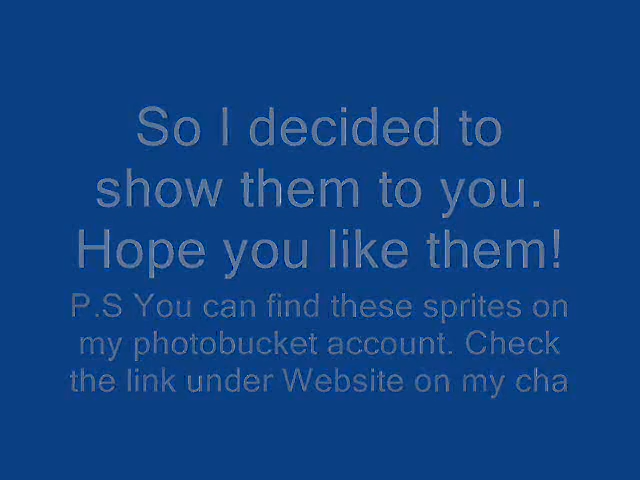 So I decided to
show them to you.
Hope you like them!
P.S You can find these sprites on
my photobucket account. Check
the link under Website on my cha